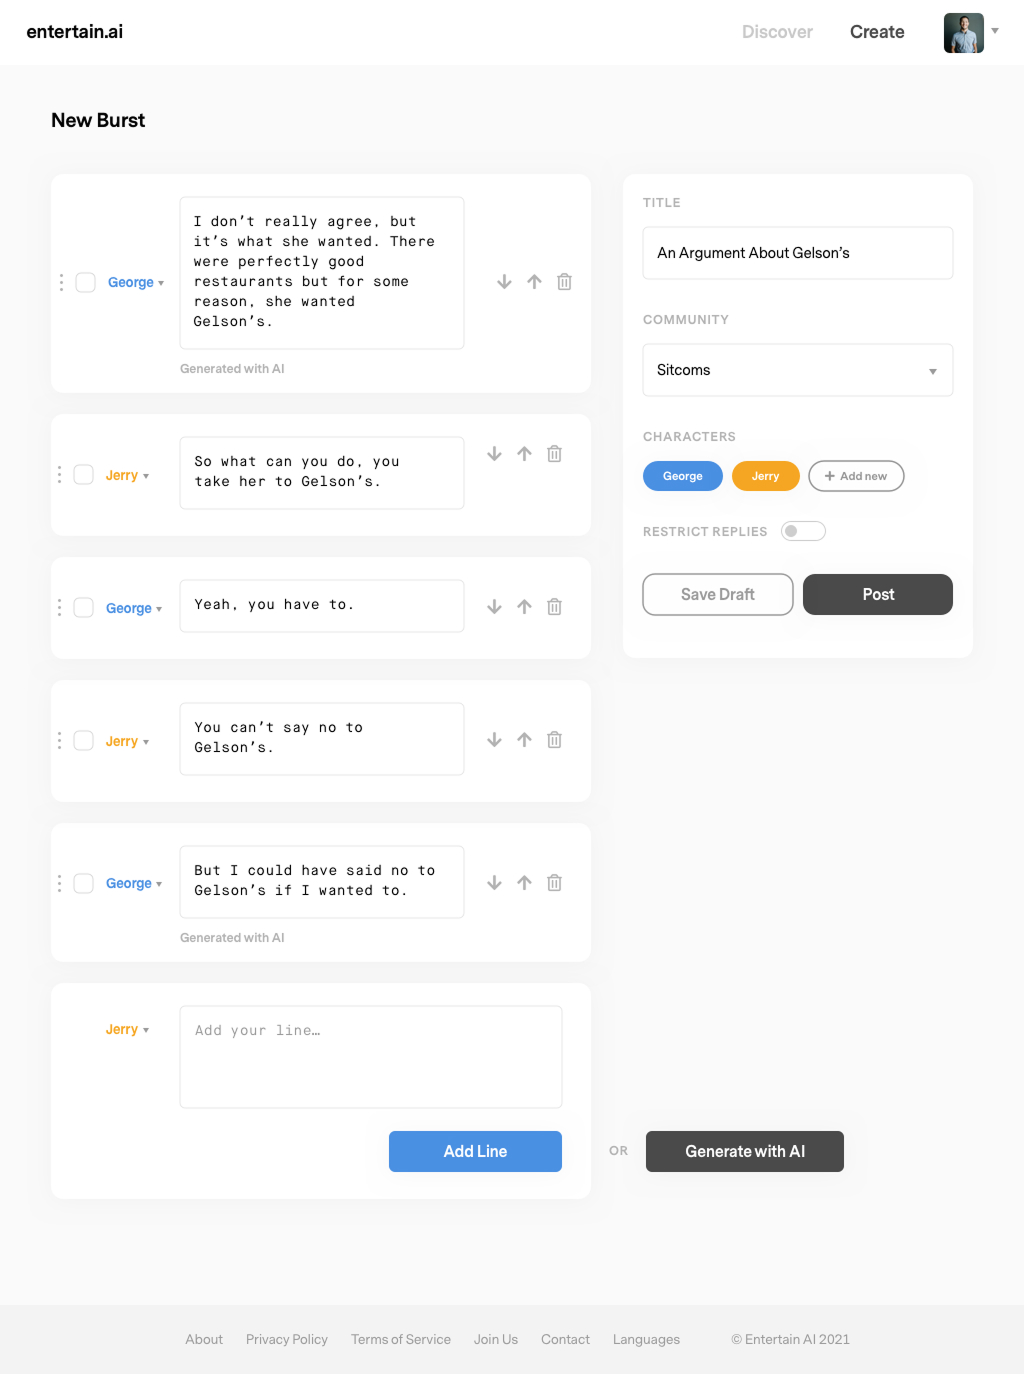 entertain.ai
Discover
Create
New Burst
George
I don’t really agree, but
it’s what she wanted. There
were perfectly good
restaurants but for some
reason, she wanted
Gelson’s.
Generated with AI
Jerry
So what can you do, you
take her to Gelson’s.
George
Yeah, you have to.
Jerry
You can’t say no to
Gelson’s.
George
But I could have said no to
Gelson’s if I wanted to.
Generated with AI
Jerry
Add your line…
Add Line
OR
Generate with AI
TITLE
An Argument About Gelson’s
COMMUNITY
Sitcoms
CHARACTERS
George
Jerry
+ Add new
RESTRICT REPLIES
Save Draft
Post
About
Privacy Policy
Terms of Service
Join Us
Contact
Languages
© Entertain AI 2021